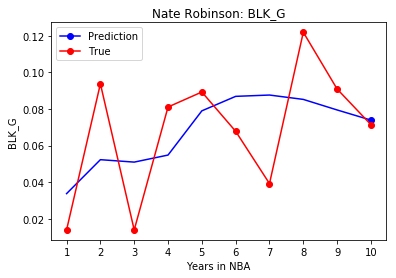 Nate Robinson: BLK_G
Prediction
True
0.12
0.10
0.08
0.06
0.04
0.02
BLK_G
1 2 3 4 5 6 7 8 9 10
Years in NBA